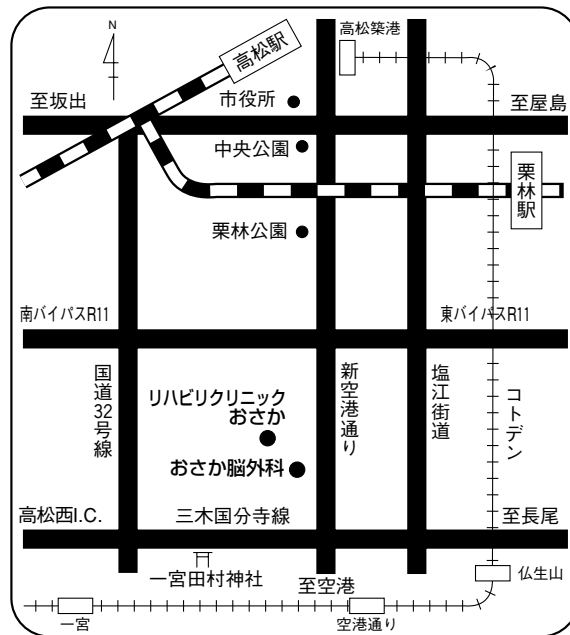 N
高松駅
高松築港
至坂出
市役所
至屋島
中央公園
栗林駅
栗林公園
南バイパスR11
東バイパスR11
国道32号線
新空港通り
塩江街道
コトデン
リハビリクリニック
おさか
おさか脳外科
高松西I.C.
三木国分寺線
至長尾
一宮田村神社
至空港
仏生山
一宮
空港通り